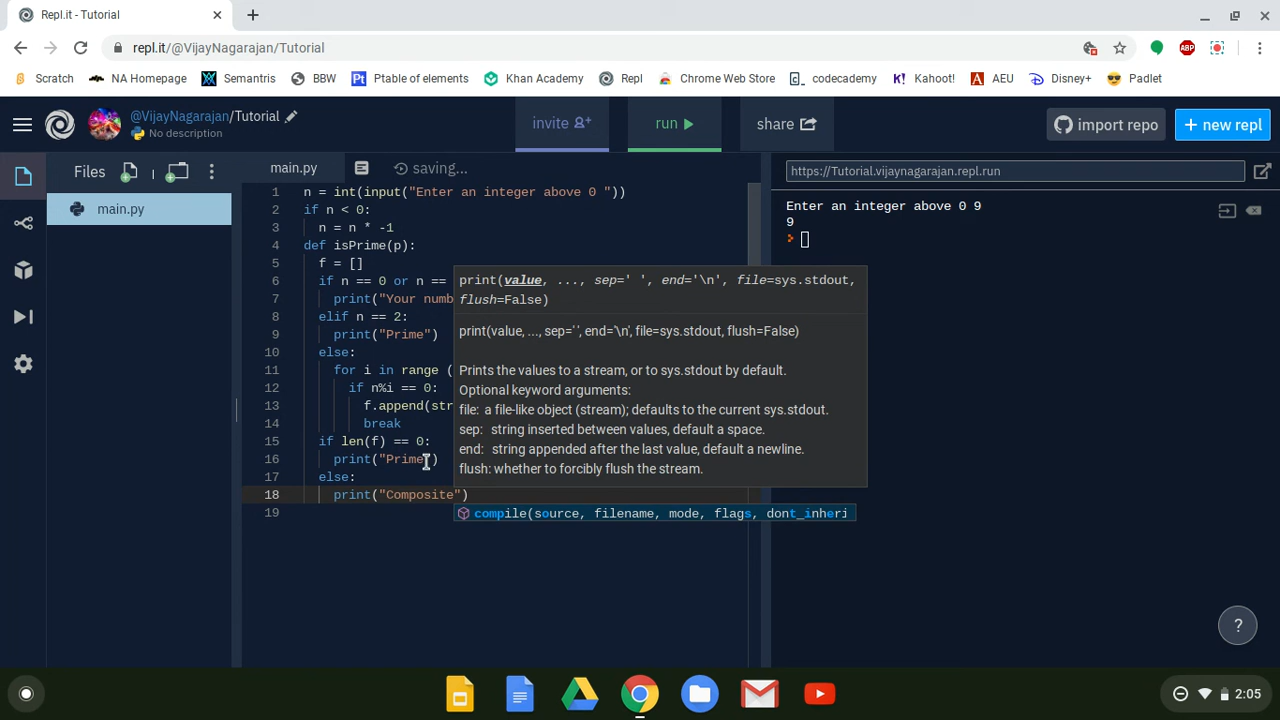 Repl.it - Tutorial
repl.it/@VijayNagarajan/Tutorial
Scratch NA Homepage Semantris BBW Ptable of elements Khan Academy Repl Chrome Web Store codecademy Kahoot! AEU Disney+ Padlet
@VijayNagarajan/Tutorial
No description
invite
run
share
import repo
+ new repl
Files
main.py
main.py
saving...
https://Tutorial.vijaynagarajan.repl.run
1 n = int(input("Enter an integer above 0 "))
2 if n < 0:
3 n = n * -1
4 def isPrime(p):
5 f = []
6 if n == 0 or n ==
7 print("Your numb
8 elif n == 2:
9 print("Prime")
10 else:
11 for i in range (
12 if n%i == 0:
13 f.append(str
14 break
15 if len(f) == 0:
16 print("Prime")
17 else:
18 print("Composite")
19
print(value, ..., sep=' ', end='\n', file=sys.stdout,
flush=False)
print(value, ..., sep=' ', end='\n', file=sys.stdout, flush=False)
Prints the values to a stream, or to sys.stdout by default.
Optional keyword arguments:
file: a file-like object (stream); defaults to the current sys.stdout.
sep: string inserted between values, default a space.
end: string appended after the last value, default a newline.
flush: whether to forcibly flush the stream.
compile(source, filename, mode, flags, dont_inheri
Enter an integer above 0 9
9
?
2:05